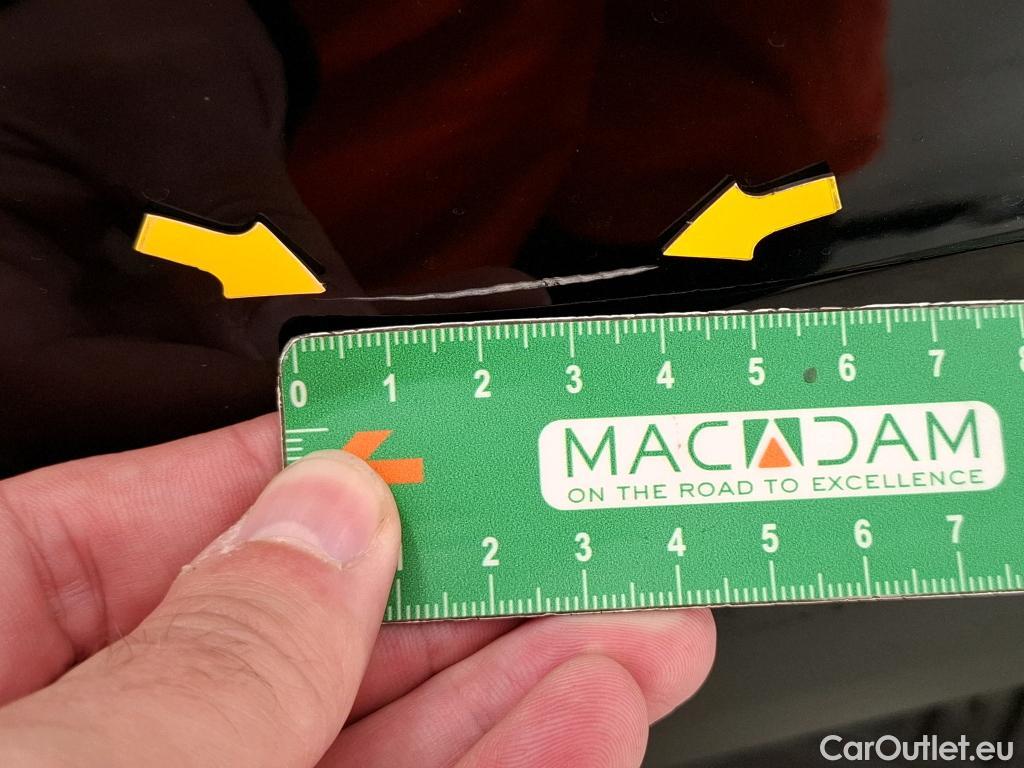 0 1 2 3 4 5 6 7 8
MACADAM
ON THE ROAD TO EXCELLENCE
2 3 4 5 6 7
CarOutlet.eu